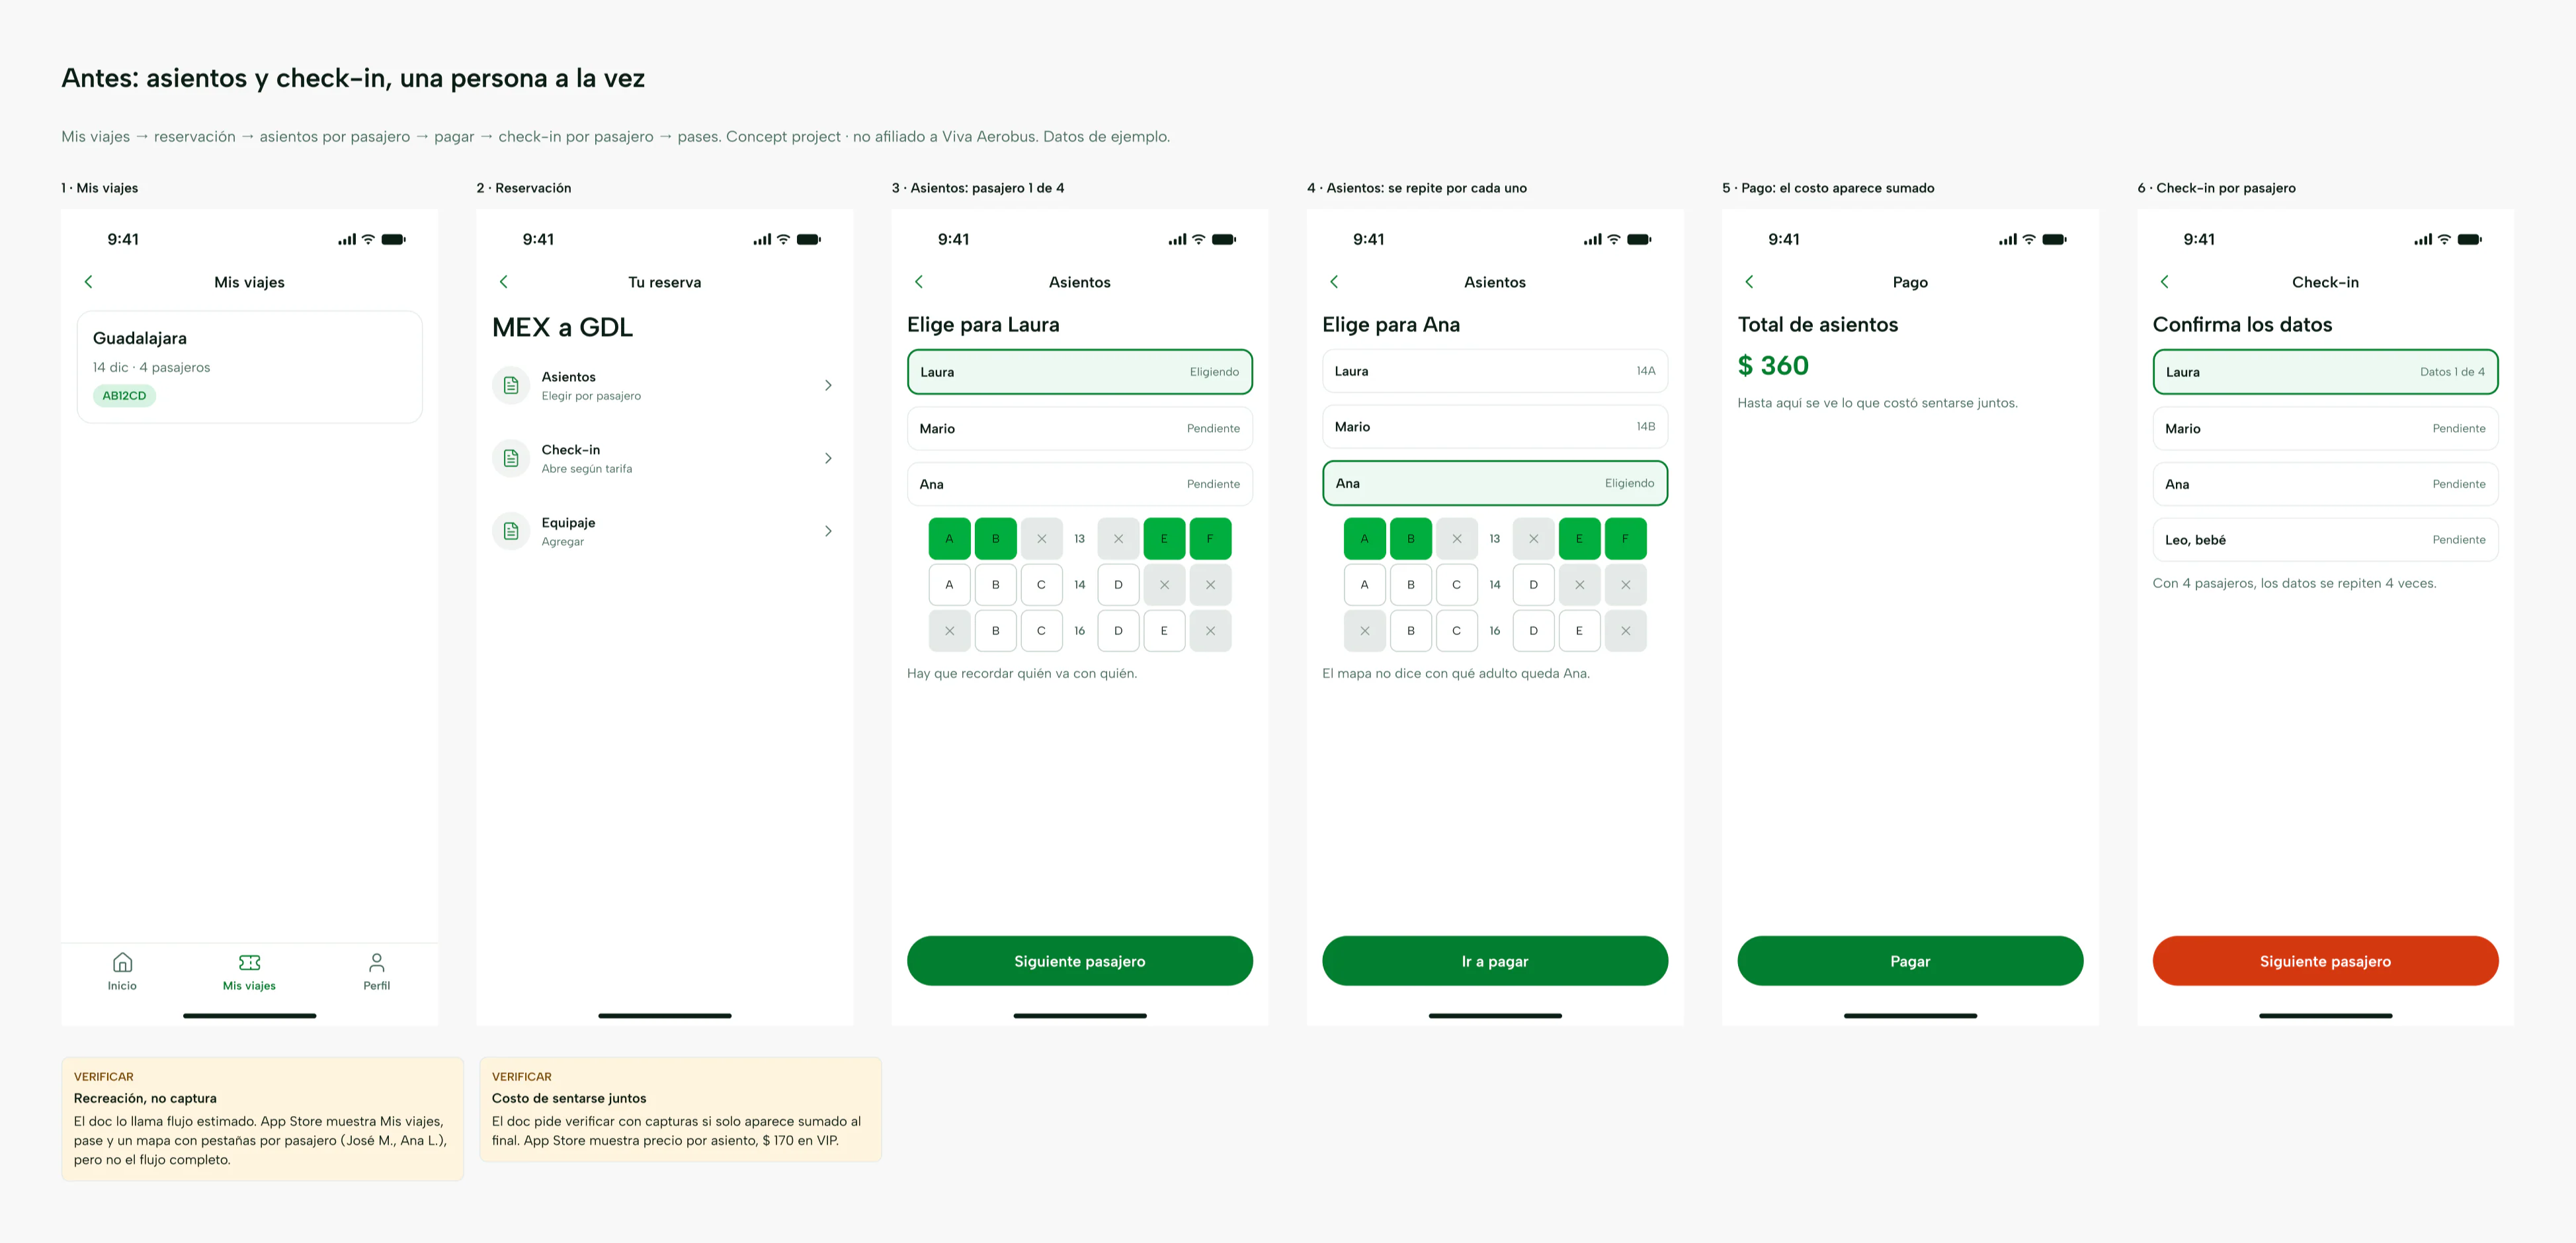 Antes: asientos y check-in, una persona a la vez
Mis viajes → reservación → asientos por pasajero → pagar → check-in por pasajero → pases. Concept project · no afiliado a Viva Aerobus. Datos de ejemplo.
1 · Mis viajes
9:41
Mis viajes
Guadalajara
14 dic · 4 pasajeros
AB12CD
Inicio
Mis viajes
Perfil
2 · Reservación
9:41
Tu reserva
MEX a GDL
Asientos
Elegir por pasajero
Check-in
Abre según tarifa
Equipaje
Agregar
3 · Asientos: pasajero 1 de 4
9:41
Asientos
Elige para Laura
Laura Eligiendo
Mario Pendiente
Ana Pendiente
A B 13 E F
A B C 14 D
B C 16 D E
Hay que recordar quién va con quién.
Siguiente pasajero
4 · Asientos: se repite por cada uno
9:41
Asientos
Elige para Ana
Laura 14A
Mario 14B
Ana Eligiendo
A B 13 E F
A B C 14 D
B C 16 D E
El mapa no dice con qué adulto queda Ana.
Ir a pagar
5 · Pago: el costo aparece sumado
9:41
Pago
Total de asientos
$ 360
Hasta aquí se ve lo que costó sentarse juntos.
Pagar
6 · Check-in por pasajero
9:41
Check-in
Confirma los datos
Laura Datos 1 de 4
Mario Pendiente
Ana Pendiente
Leo, bebé Pendiente
Con 4 pasajeros, los datos se repiten 4 veces.
Siguiente pasajero
VERIFICAR
Recreación, no captura
El doc lo llama flujo estimado. App Store muestra Mis viajes,
pase y un mapa con pestañas por pasajero (José M., Ana L.),
pero no el flujo completo.
VERIFICAR
Costo de sentarse juntos
El doc pide verificar con capturas si solo aparece sumado al
final. App Store muestra precio por asiento, $ 170 en VIP.